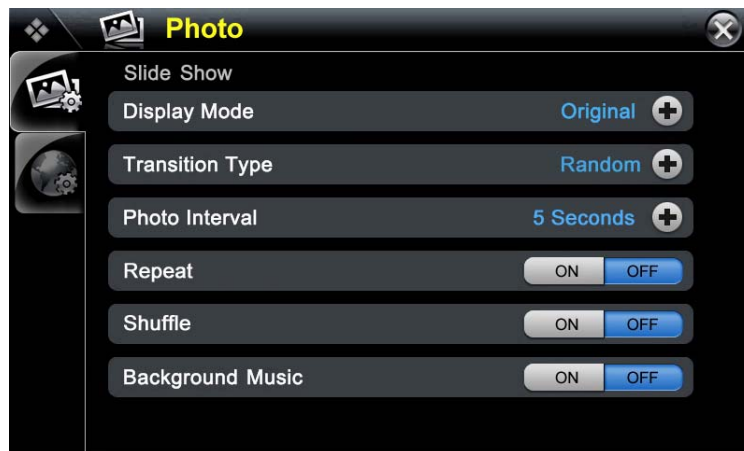 Photo
Slide Show
Display Mode Original
Transition Type Random
Photo Interval 5 Seconds
Repeat ON OFF
Shuffle ON OFF
Background Music ON OFF